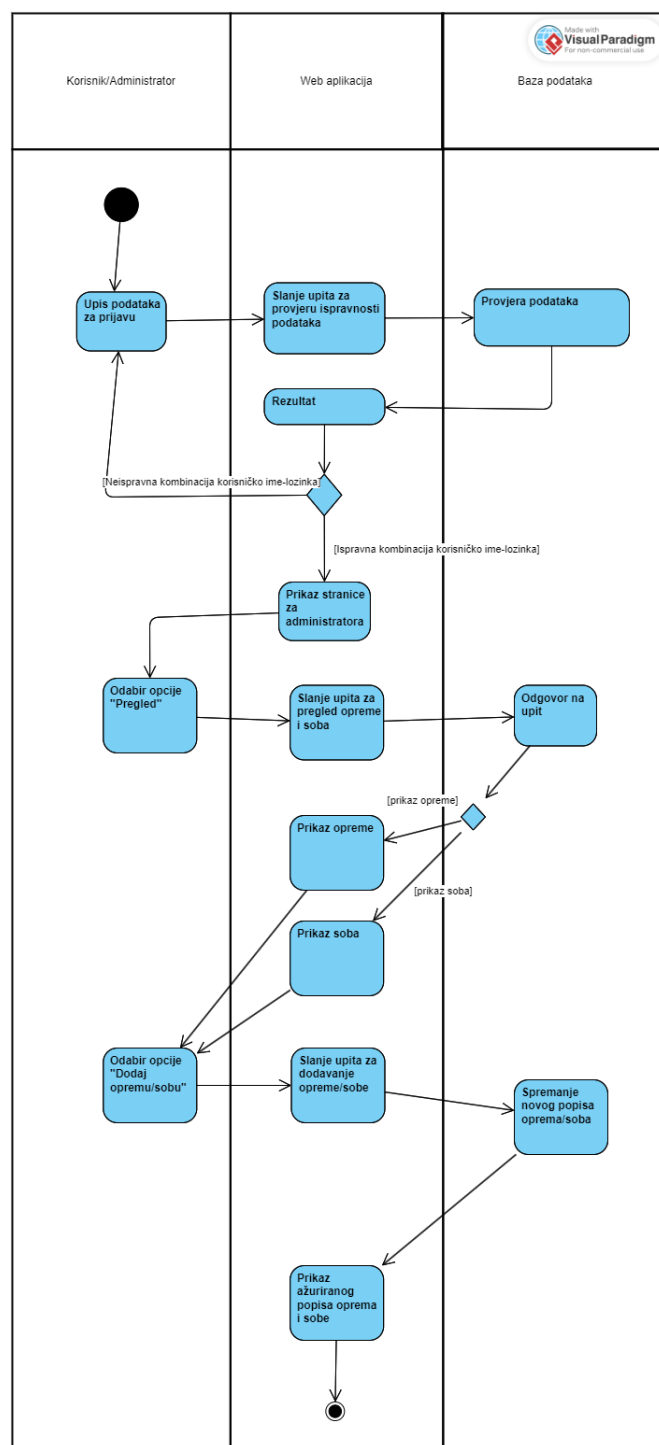 Made with
VisualParadigm
For non-commercial use
Korisnik/Administrator
Web aplikacija
Baza podataka
Upis podataka
za prijavu
Slanje upita za
provjeru ispravnosti
podataka
Provjera podataka
Rezultat
[Neispravna kombinacija korisničko ime-lozinka]
[Ispravna kombinacija korisničko ime-lozinka]
Prikaz stranice
za
administratora
Odabir opcije
"Pregled"
Slanje upita za
pregled opreme
i soba
Odgovor na
upit
[prikaz opreme]
Prikaz opreme
[prikaz soba]
Prikaz soba
Odabir opcije
"Dodaj
opremu/sobu"
Slanje upita za
dodavanje
opreme/sobe
Spremanje
novog popisa
oprema/soba
Prikaz
ažuriranog
popisa oprema
i sobe